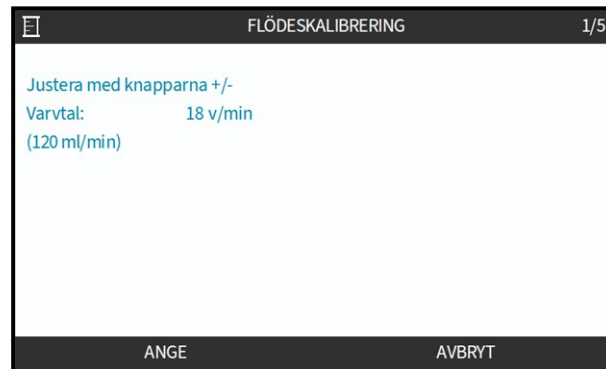 FLÖDESKALIBRERING 1/5
Justera med knapparna +/-
Varvtal: 18 v/min
(120 ml/min)
ANGE AVBRYT